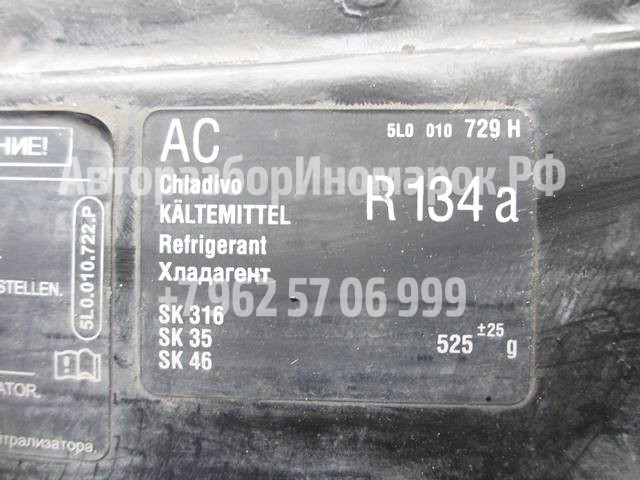 НИЕ!
STELLEN.
5L0.010.722.P
ATOR.
йтрализатора.
AC
5L0 010 729 H
Chladivo
KÄLTEMITTEL
R 134 a
Refrigerant
Хладагент
SK 316
SK 35
SK 46
525 ±25 g
АвторазборИномарок.РФ
+7 962 57 06 999